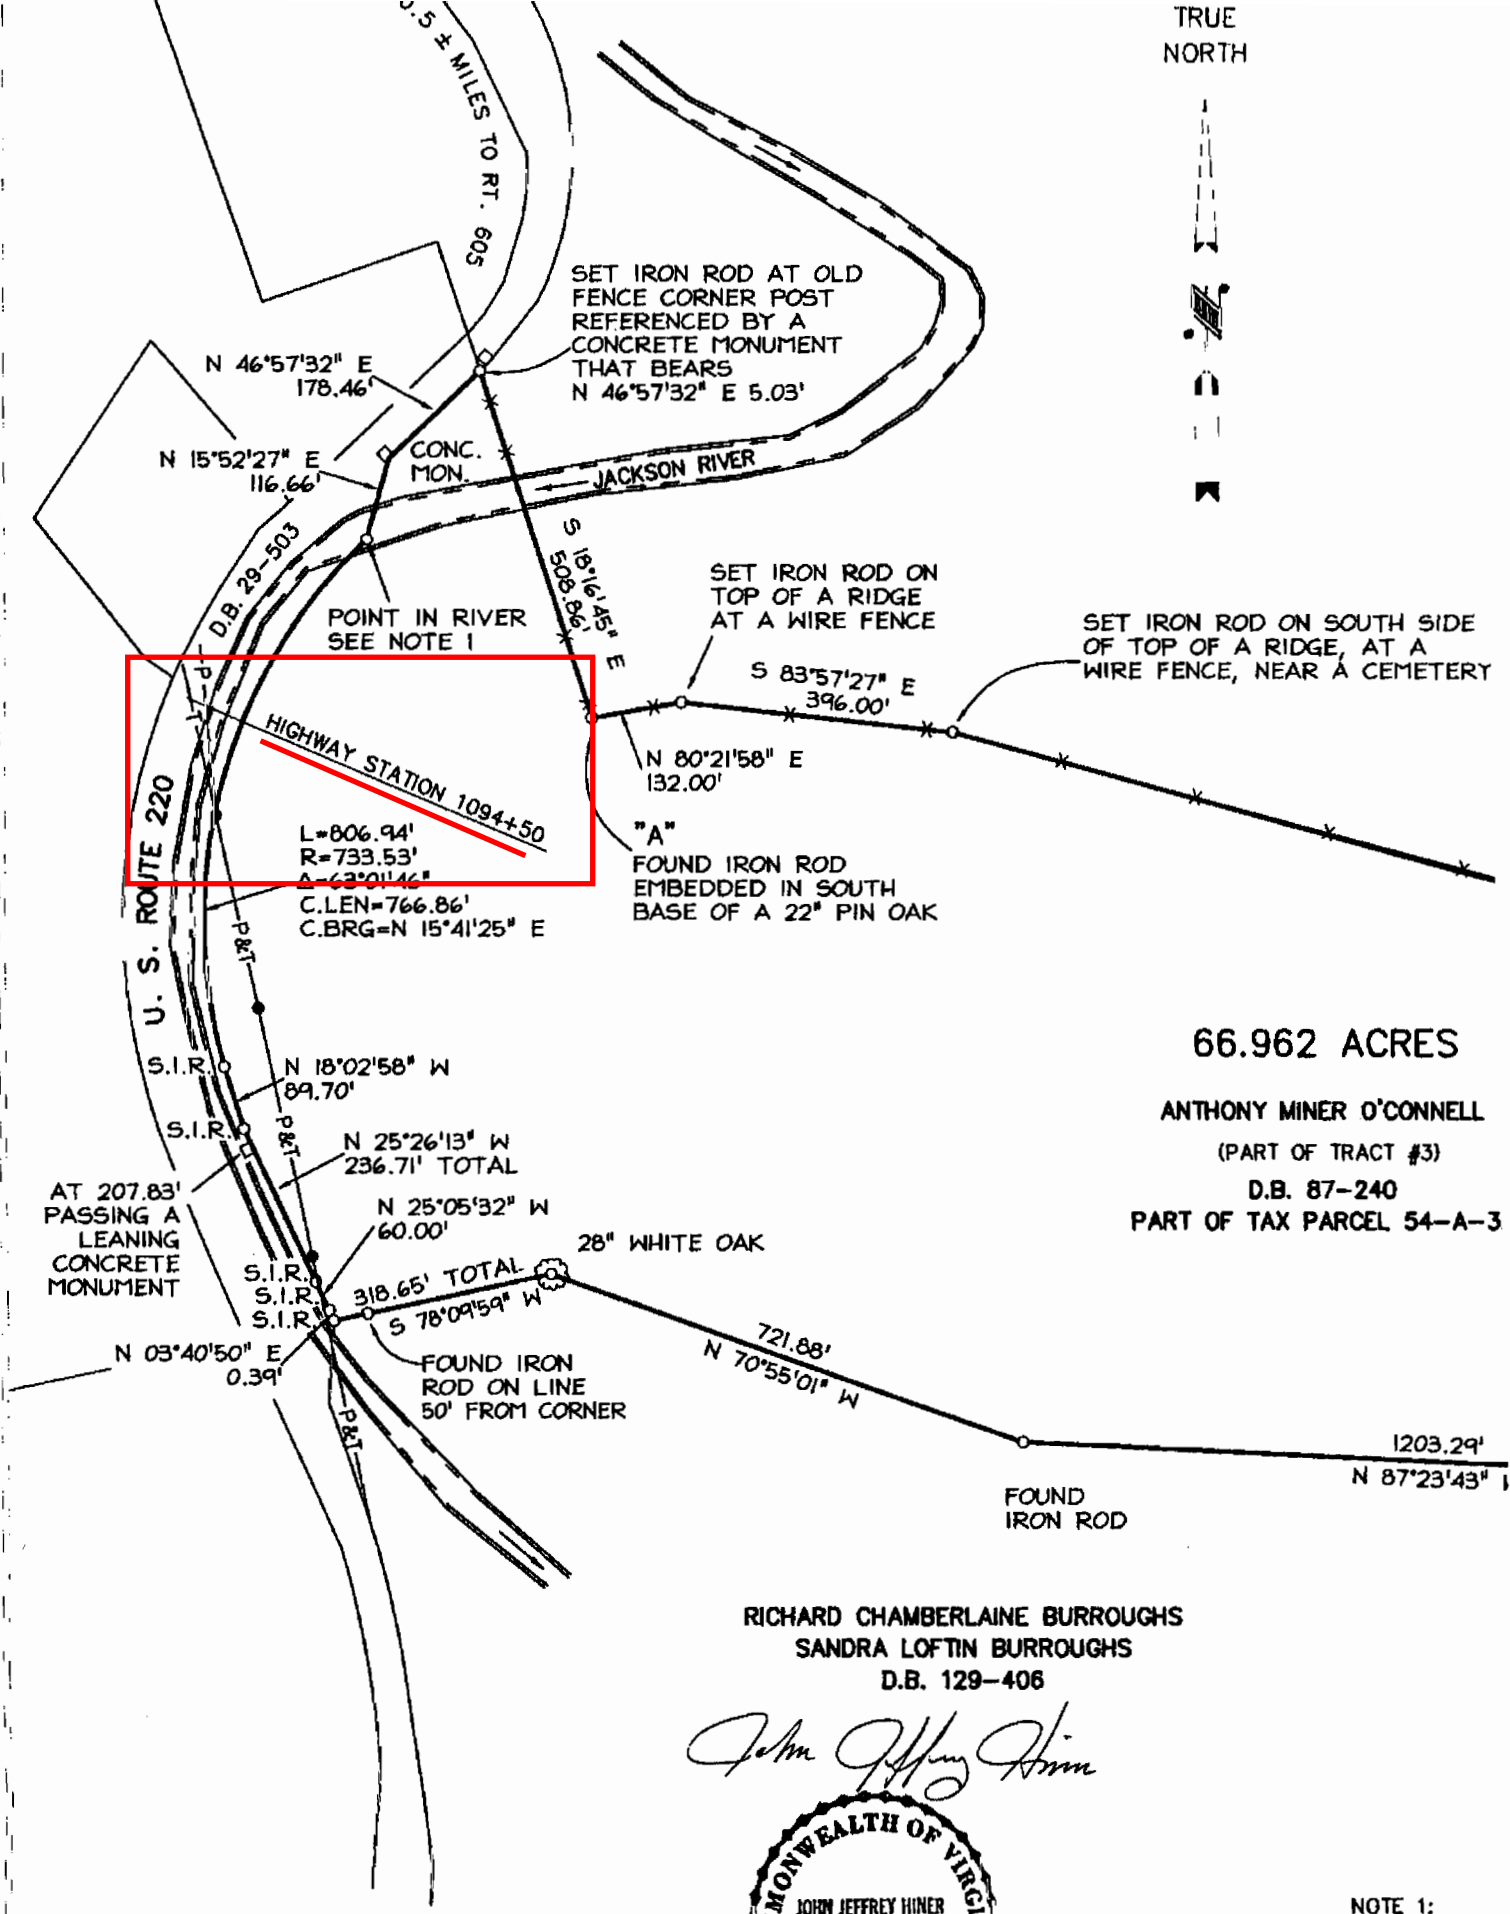 TRUE
NORTH
0.5 ± MILES TO RT. 605
SET IRON ROD AT OLD
FENCE CORNER POST
REFERENCED BY A
CONCRETE MONUMENT
THAT BEARS
N 46°57'32" E 5.03'
N 46°57'32" E
178.46'
N 15°52'27" E
116.66'
CONC.
MON.
JACKSON RIVER
D.B. 29-503
S 18°16'45" E
508.86'
POINT IN RIVER
SEE NOTE 1
SET IRON ROD ON
TOP OF A RIDGE
AT A WIRE FENCE
SET IRON ROD ON SOUTH SIDE
OF TOP OF A RIDGE, AT A
WIRE FENCE, NEAR A CEMETERY
S 83°57'27" E
396.00'
N 80°21'58" E
132.00'
P
T
HIGHWAY STATION 1094+50
U. S. ROUTE 220
L=806.94'
R=733.53'
Δ=63°01'46"
C.LEN=766.86'
C.BRG=N 15°41'25" E
"A"
FOUND IRON ROD
EMBEDDED IN SOUTH
BASE OF A 22" PIN OAK
P&T
66.962 ACRES
ANTHONY MINER O'CONNELL
(PART OF TRACT #3)
D.B. 87-240
PART OF TAX PARCEL 54-A-3
S.I.R.
N 18°02'58" W
89.70'
P&T
S.I.R.
N 25°26'13" W
236.71' TOTAL
AT 207.83'
PASSING A
LEANING
CONCRETE
MONUMENT
N 25°05'32" W
60.00'
28" WHITE OAK
S.I.R.
S.I.R.
S.I.R.
318.65' TOTAL
S 78°09'59" W
N 03°40'50" E
0.39'
FOUND IRON
ROD ON LINE
50' FROM CORNER
P&T
721.88'
N 70°55'01" W
1203.29'
N 87°23'43"
FOUND
IRON ROD
RICHARD CHAMBERLAINE BURROUGHS
SANDRA LOFTIN BURROUGHS
D.B. 129-406
John Jeffrey Hiner
MONWEALTH OF VIRGI
JOHN JEFFREY HINER
NOTE 1: